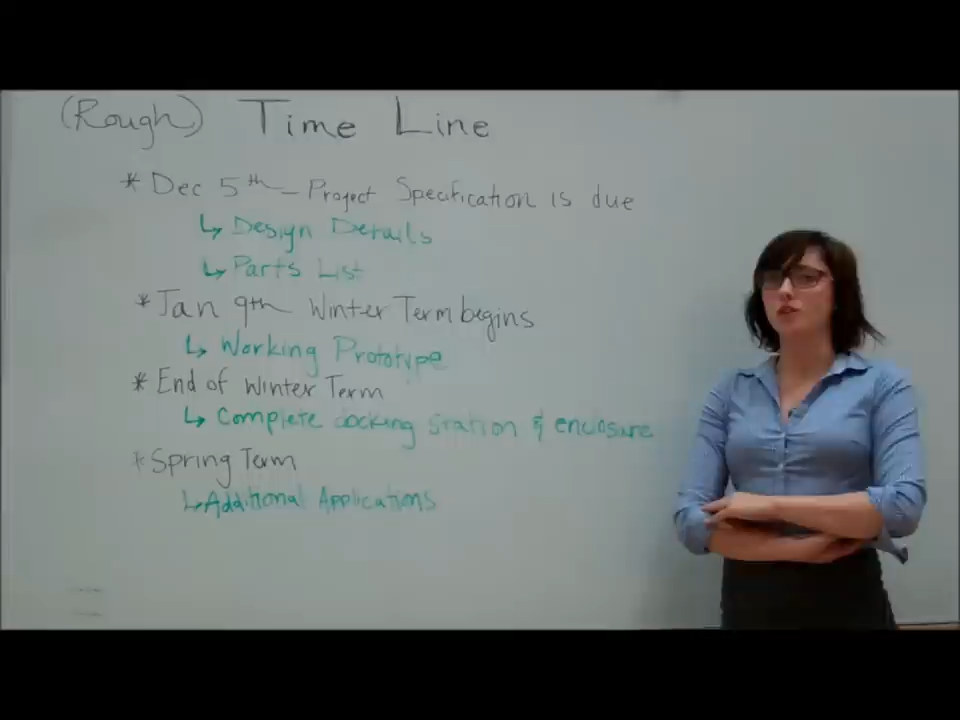 (Rough) Time Line
* Dec 5th - Project Specification is due
↳ Design Details
↳ Parts List
* Jan 9th Winter Term begins
↳ Working Prototype
* End of Winter Term
↳ Complete docking station & enclosure
* Spring Term
↳ Additional Applications